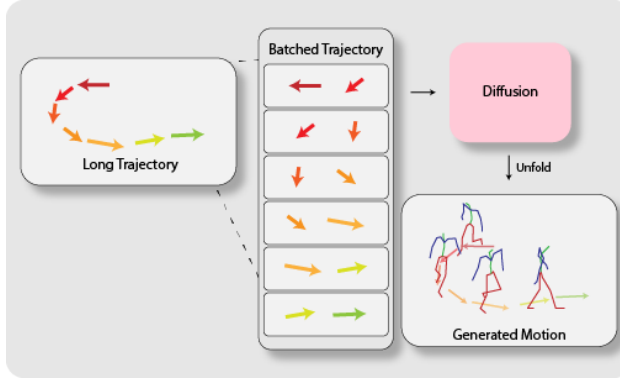 Batched Trajectory
Long Trajectory
Diffusion
Unfold
Generated Motion